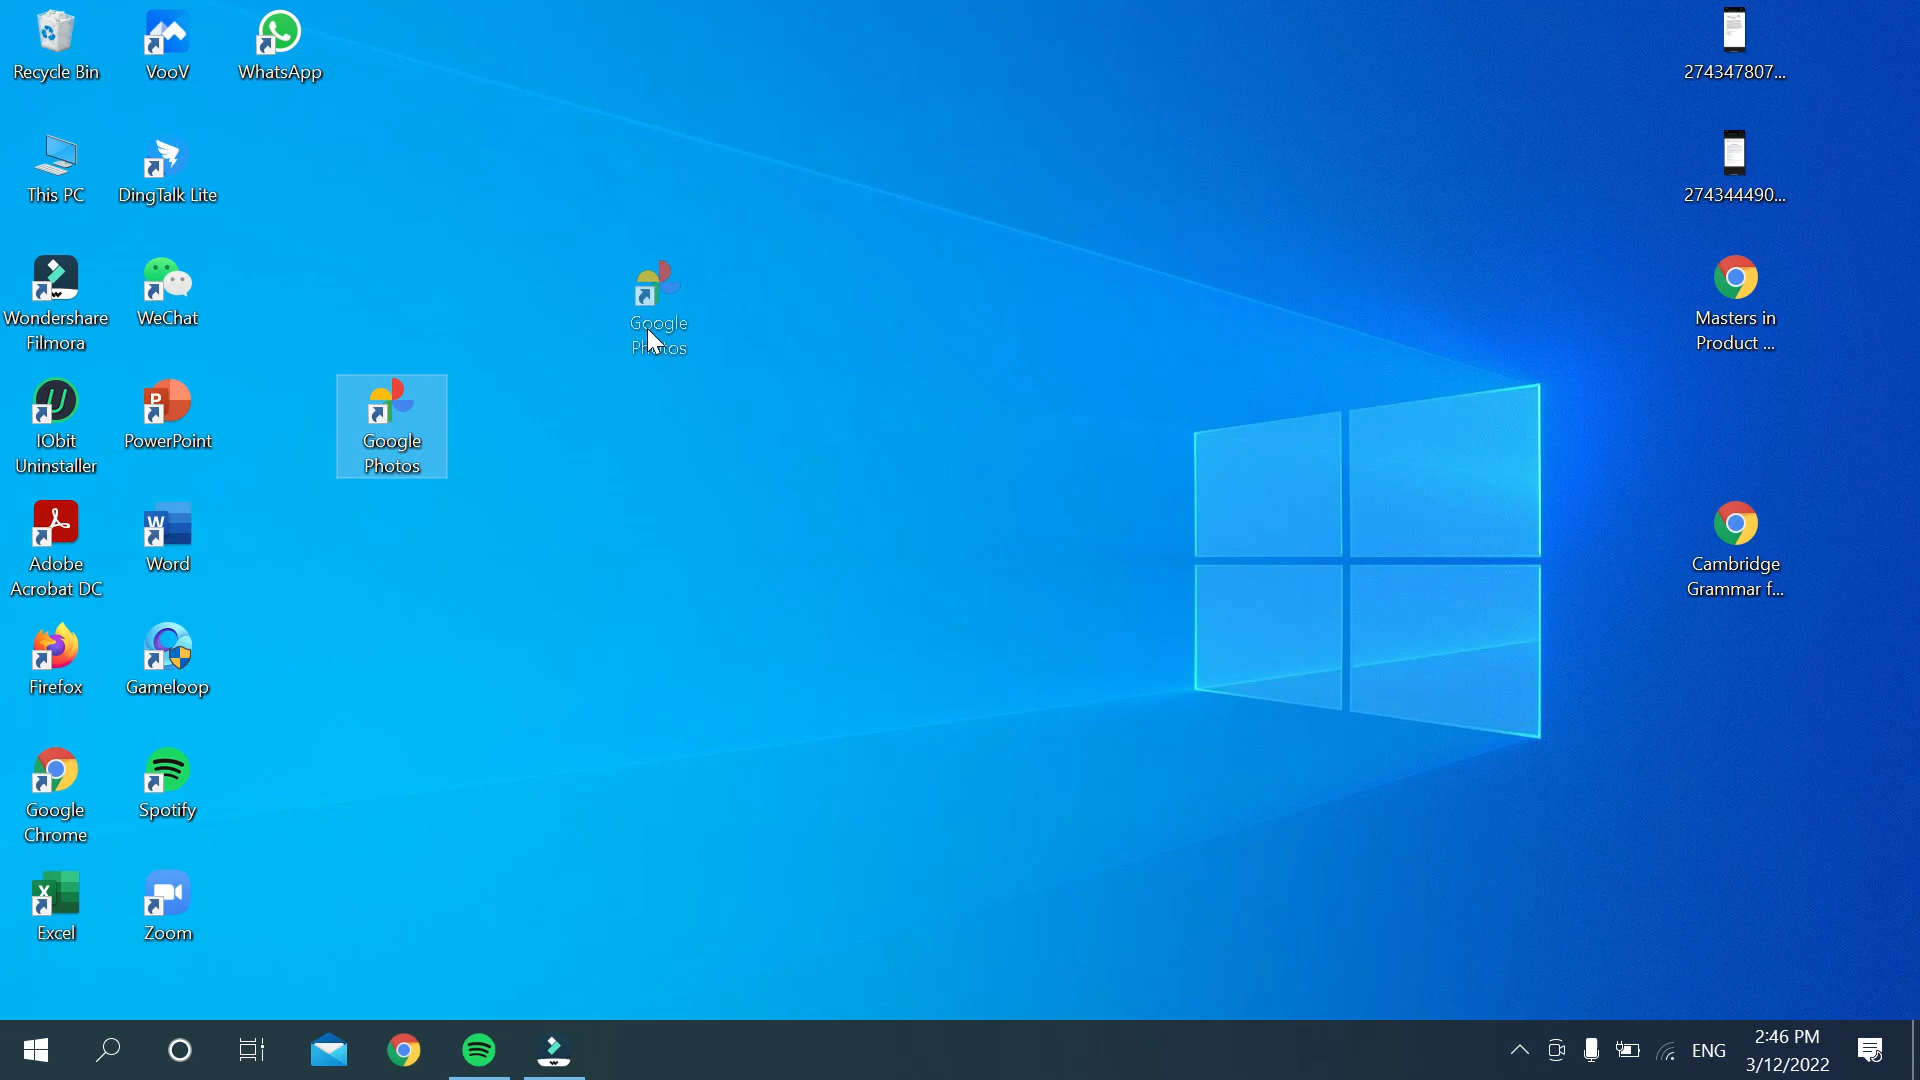 Recycle Bin
VooV
WhatsApp
274347807...
This PC
DingTalk Lite
274344490...
Wondershare
Filmora
WeChat
Google
Photos
Masters in
Product ...
IObit
Uninstaller
PowerPoint
Google
Photos
Adobe
Acrobat DC
Word
Cambridge
Grammar f...
Firefox
Gameloop
Google
Chrome
Spotify
Excel
Zoom
ENG
2:46 PM
3/12/2022